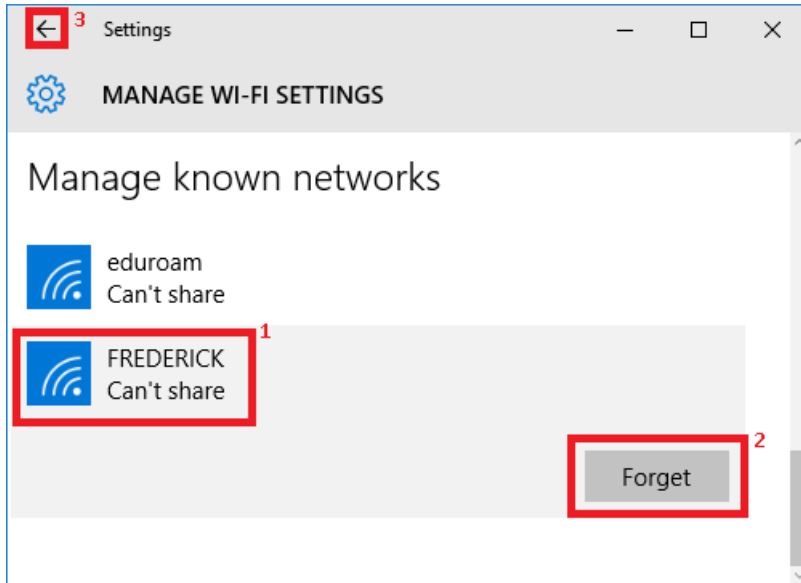 3
Settings
MANAGE WI-FI SETTINGS
Manage known networks
eduroam
Can't share
1
FREDERICK
Can't share
2
Forget